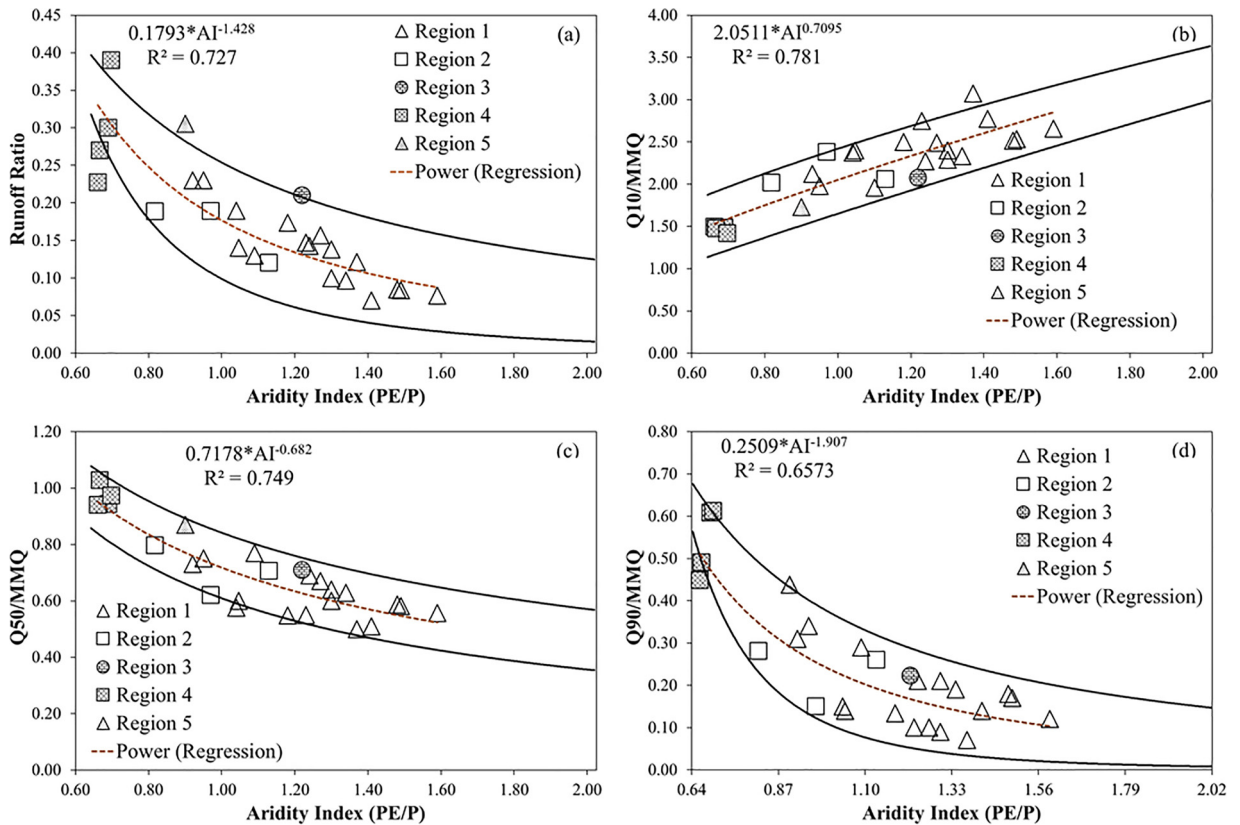 0.1793*AI-1.428
R² = 0.727
(a)
Region 1
Region 2
Region 3
Region 4
Region 5
Power (Regression)
Runoff Ratio
0.45
0.40
0.35
0.30
0.25
0.20
0.15
0.10
0.05
0.00
0.60 0.80 1.00 1.20 1.40 1.60 1.80 2.00
Aridity Index (PE/P)
2.0511*AI0.7095
R² = 0.781
(b)
Region 1
Region 2
Region 3
Region 4
Region 5
Power (Regression)
Q10/MMQ
4.00
3.50
3.00
2.50
2.00
1.50
1.00
0.50
0.00
0.60 0.80 1.00 1.20 1.40 1.60 1.80 2.00
Aridity Index (PE/P)
0.7178*AI-0.682
R² = 0.749
(c)
Region 1
Region 2
Region 3
Region 4
Region 5
Power (Regression)
Q50/MMQ
1.20
1.00
0.80
0.60
0.40
0.20
0.00
0.60 0.80 1.00 1.20 1.40 1.60 1.80 2.00
Aridity Index (PE/P)
0.2509*AI-1.907
R² = 0.6573
(d)
Region 1
Region 2
Region 3
Region 4
Region 5
Power (Regression)
Q90/MMQ
0.80
0.70
0.60
0.50
0.40
0.30
0.20
0.10
0.00
0.64 0.87 1.10 1.33 1.56 1.79 2.02
Aridity Index (PE/P)